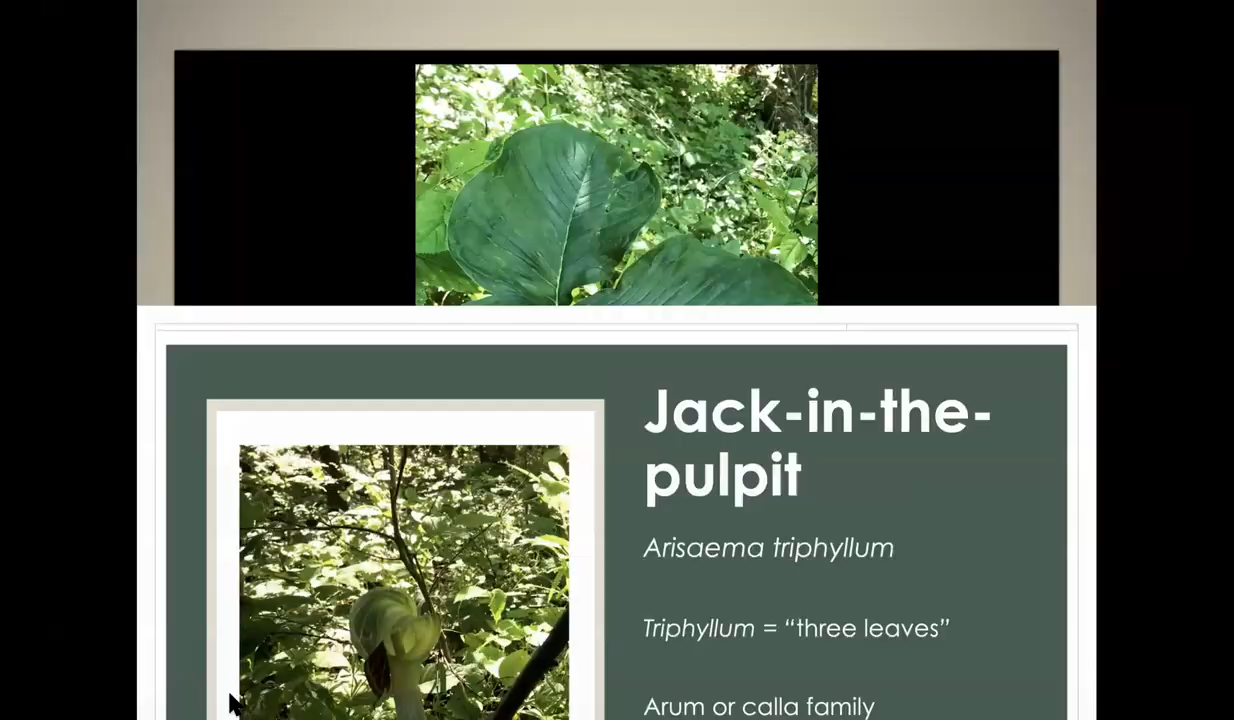 Jack-in-the-
pulpit
Arisaema triphyllum
Triphyllum = “three leaves”
Arum or calla family